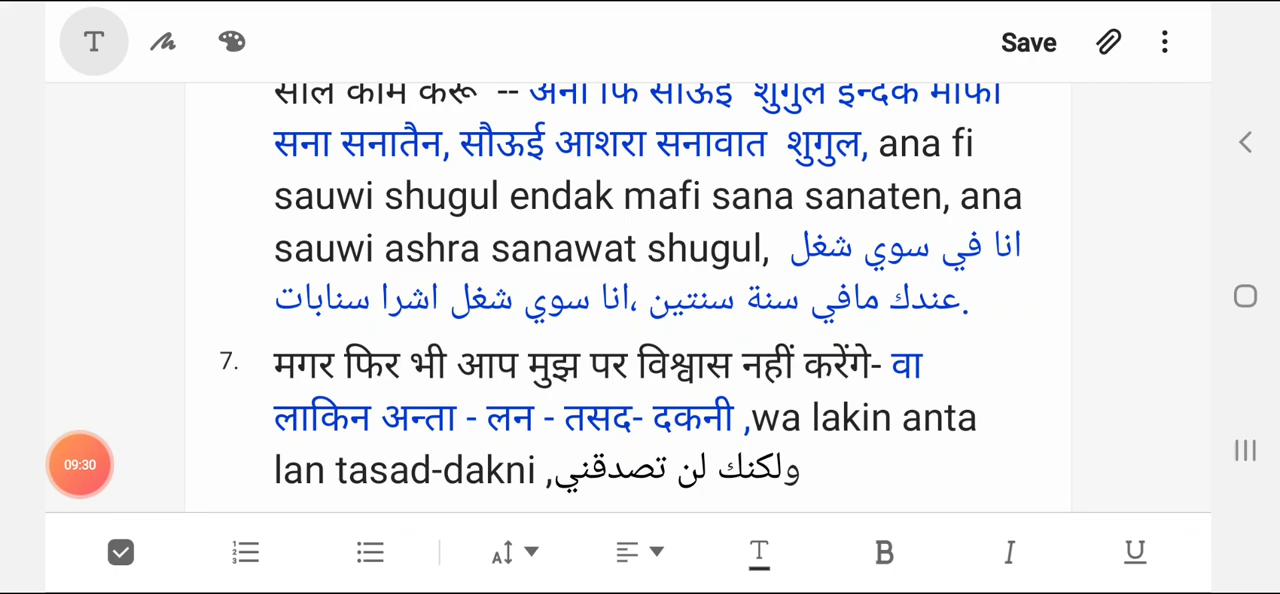 Save
साल काम करू -- अना फि सौऊई शुगुल इन्दक माफी
सना सनातैन, सौऊई आशरा सनावात शुगुल, ana fi
sauwi shugul endak mafi sana sanaten, ana
sauwi ashra sanawat shugul, انا في سوي شغل
عندك مافي سنة سنتين ،انا سوي شغل اشرا سنابات.
7. मगर फिर भी आप मुझ पर विश्वास नहीं करेंगे- वा
लाकिन अन्ता - लन - तसद- दकनी ,wa lakin anta
lan tasad-dakni ,ولكنك لن تصدقني
09:30